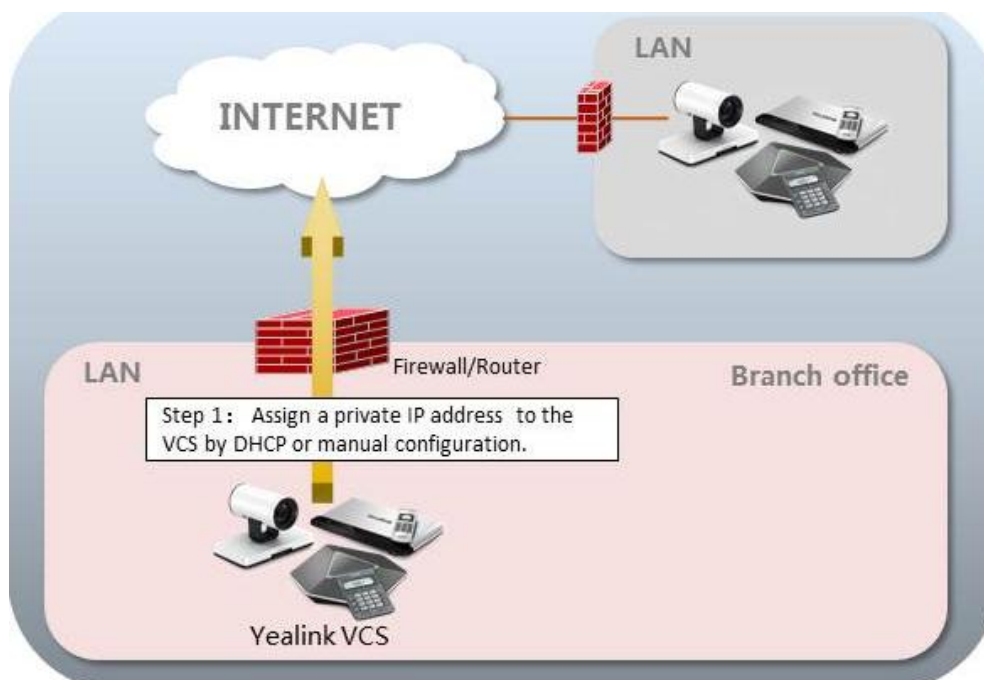 LAN
INTERNET
Firewall/Router
LAN
Branch office
Step 1： Assign a private IP address to the
VCS by DHCP or manual configuration.
Yealink VCS